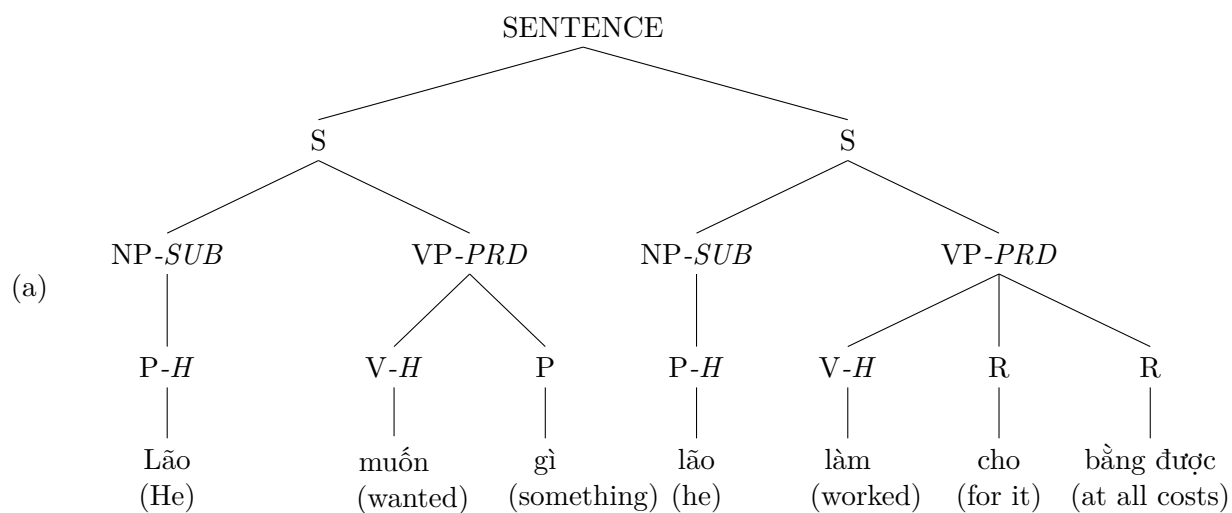 SENTENCE
S S
NP-SUB VP-PRD NP-SUB VP-PRD
(a)
P-H V-H P P-H V-H R R
Lão muốn gì lão làm cho bằng được
(He) (wanted) (something) (he) (worked) (for it) (at all costs)